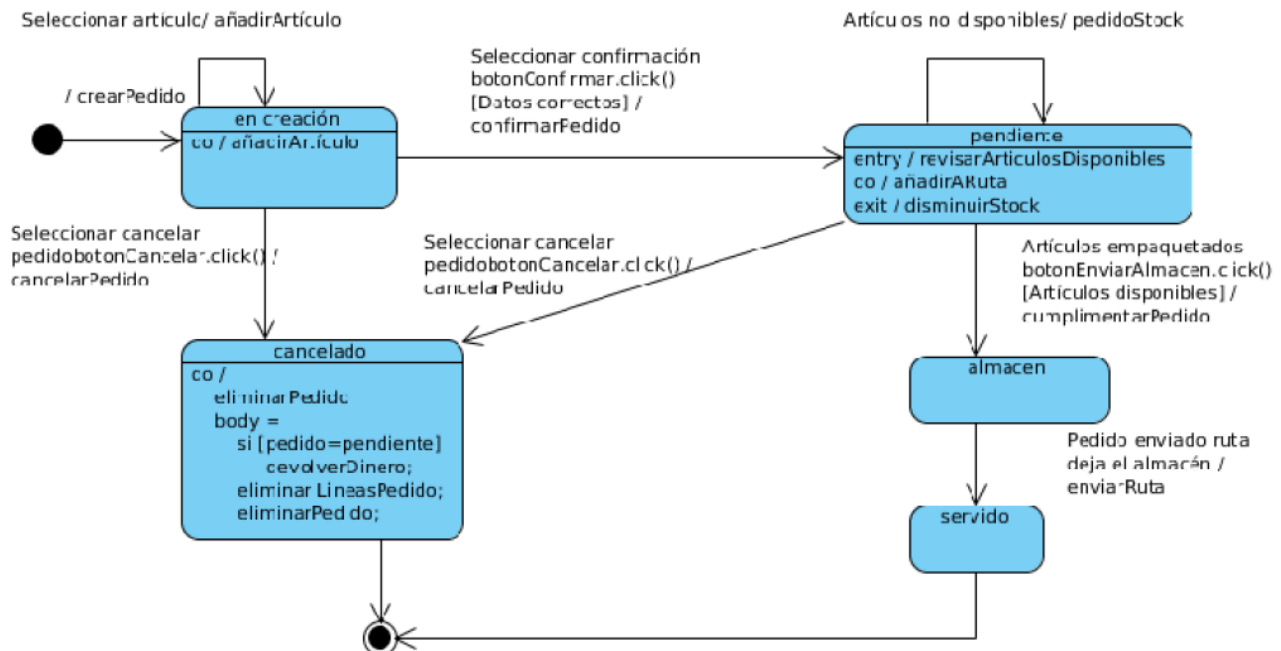 Seleccionar artículo/ añadirArtículo
/ crearPedido
en creación
do / añadirArtículo
Seleccionar confirmación
botonConfirmar.click()
[Datos correctos] /
confirmarPedido
Artículos no disponibles/ pedidoStock
pendiente
entry / revisarArticulosDisponibles
do / añadirARuta
exit / disminuirStock
Seleccionar cancelar
pedidobotonCancelar.click() /
cancelarPedido
Seleccionar cancelar
pedidobotonCancelar.click() /
cancelarPedido
Artículos empaquetados
botonEnviarAlmacen.click()
[Artículos disponibles] /
cumplimentarPedido
cancelado
do /
eliminarPedido
body =
si [pedido=pendiente]
devolverDinero;
eliminar LineasPedido;
eliminarPedido;
almacen
Pedido enviado ruta
deja el almacén /
enviarRuta
servido